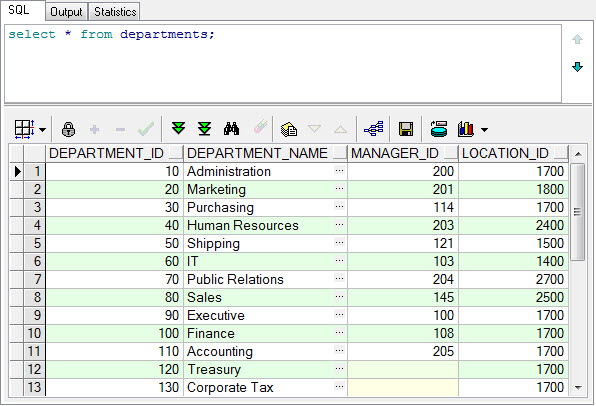 SQL Output Statistics
select * from departments;
DEPARTMENT_ID DEPARTMENT_NAME MANAGER_ID LOCATION_ID
1 10 Administration ... 200 1700
2 20 Marketing ... 201 1800
3 30 Purchasing ... 114 1700
4 40 Human Resources ... 203 2400
5 50 Shipping ... 121 1500
6 60 IT ... 103 1400
7 70 Public Relations ... 204 2700
8 80 Sales ... 145 2500
9 90 Executive ... 100 1700
10 100 Finance ... 108 1700
11 110 Accounting ... 205 1700
12 120 Treasury ... 1700
13 130 Corporate Tax ... 1700